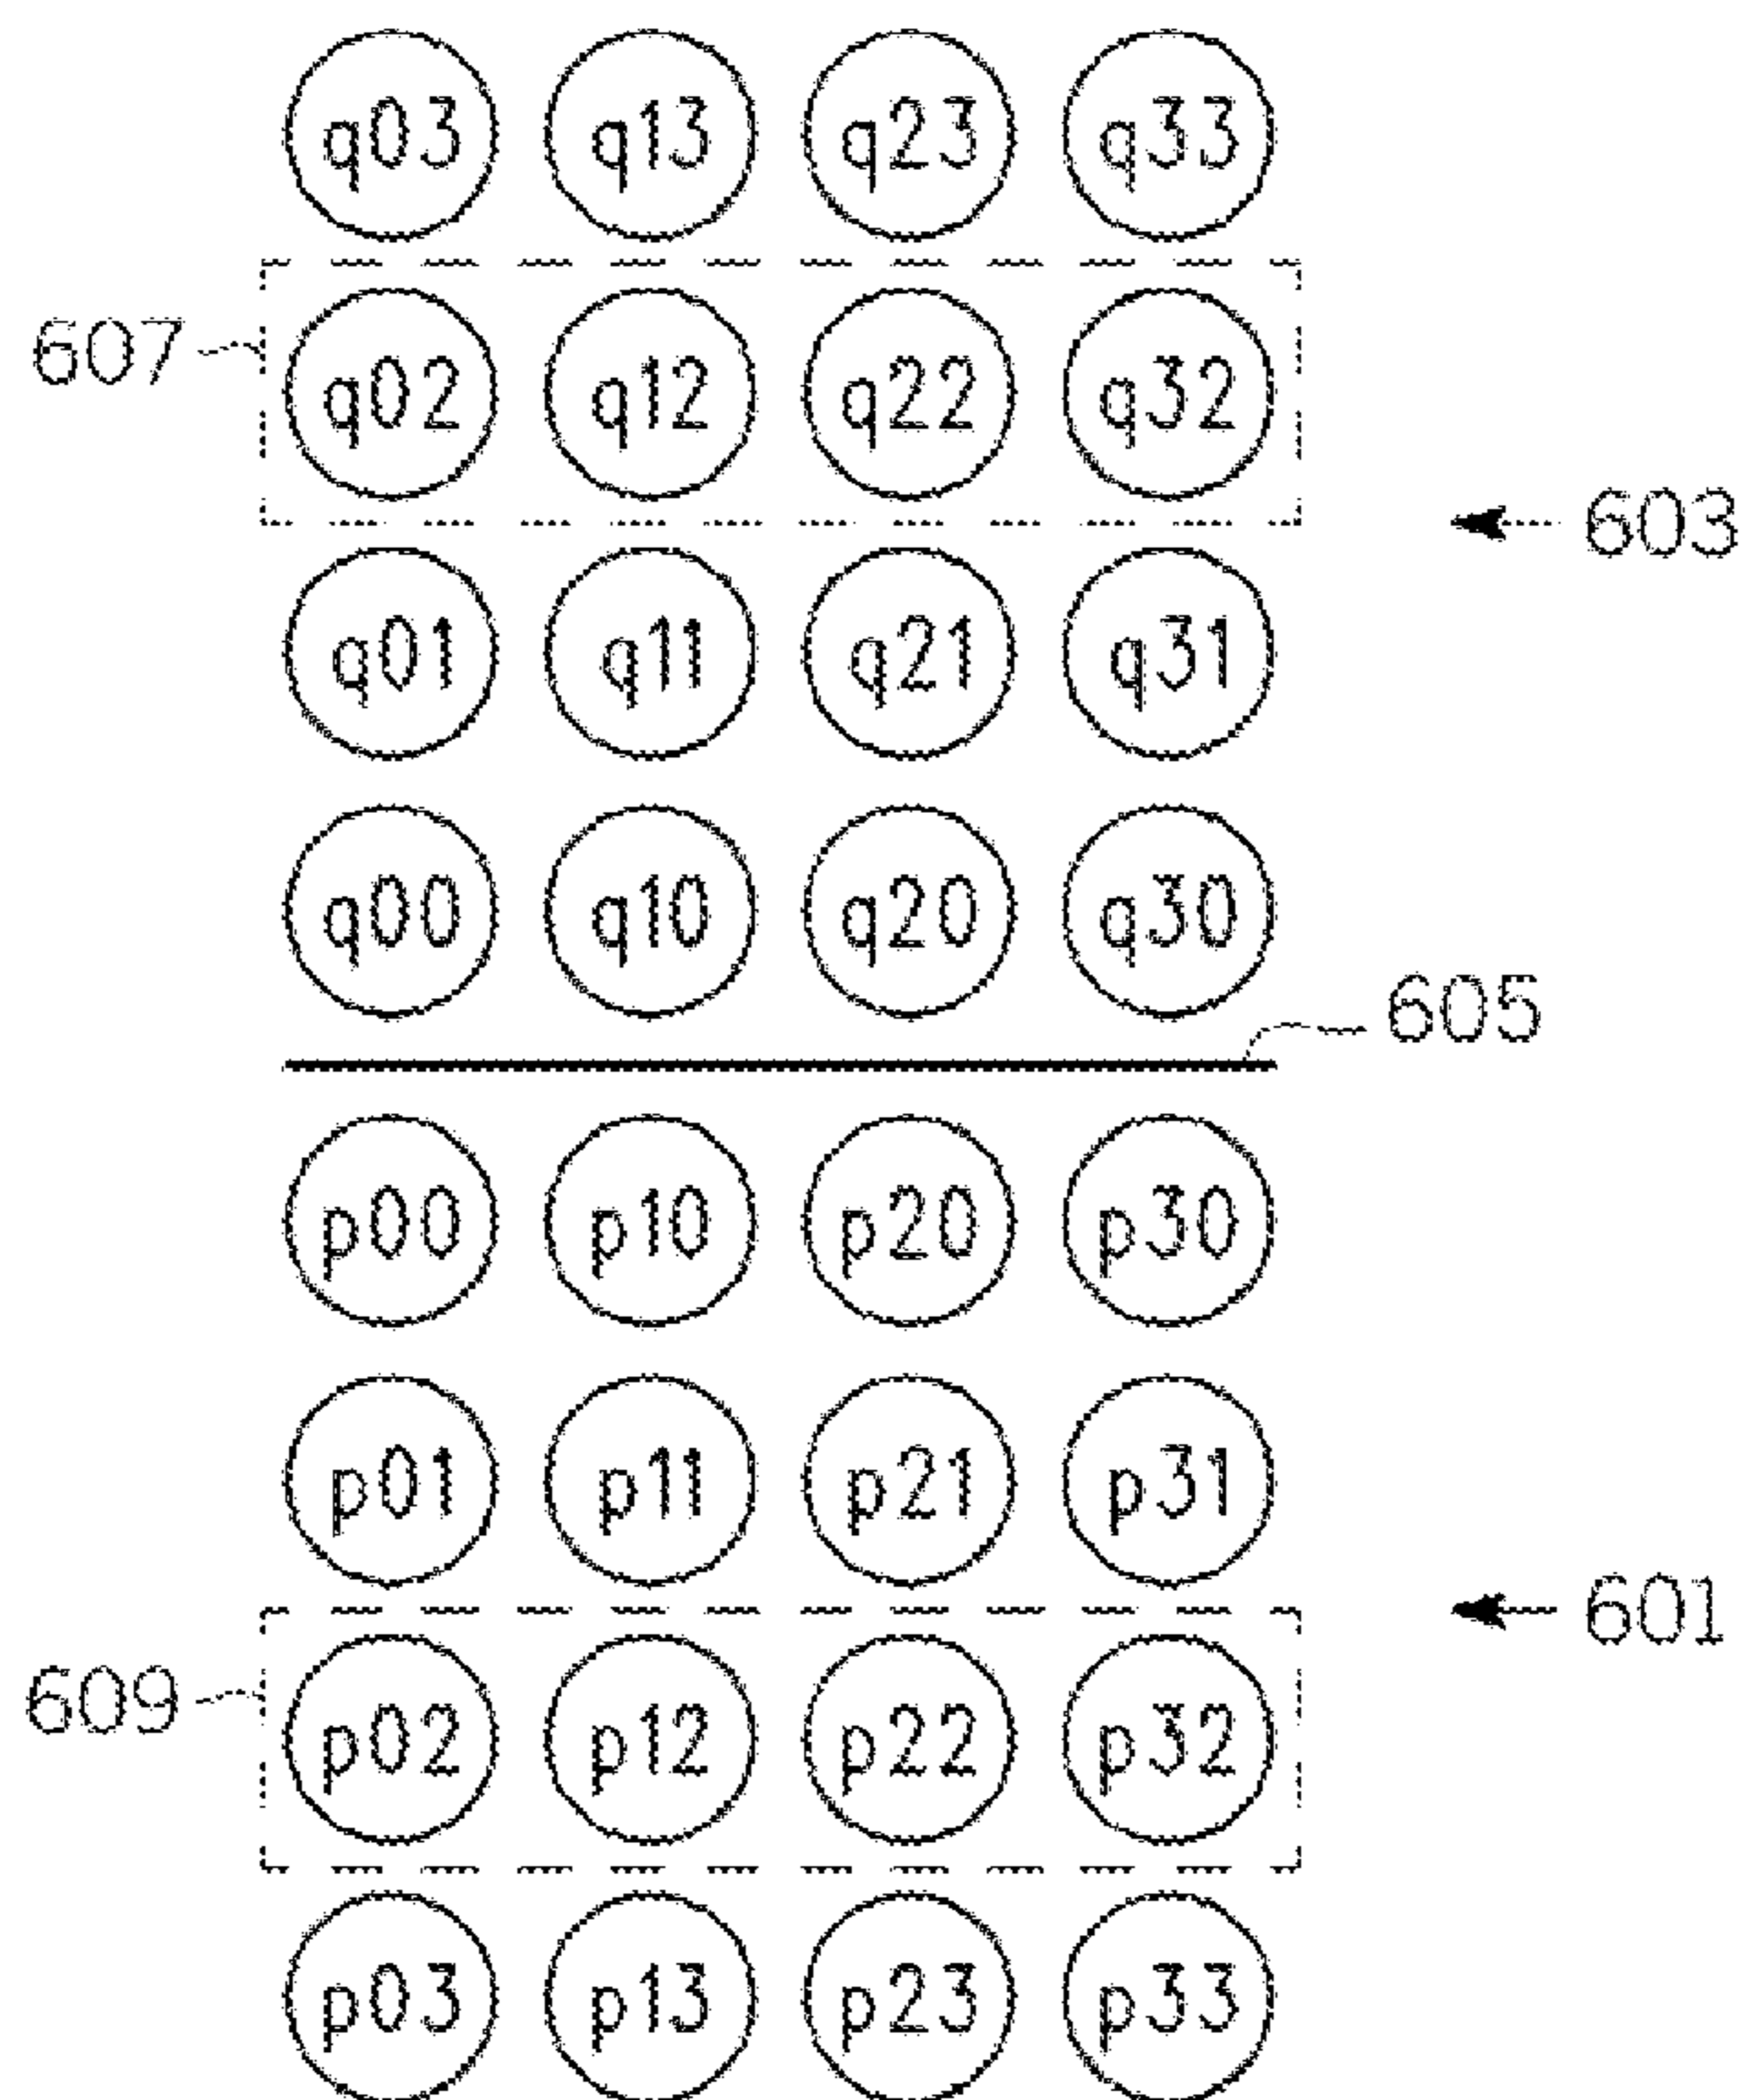 q03 q13 q23 q33
607
q02 q12 q22 q32
603
q01 q11 q21 q31
q00 q10 q20 q30
605
p00 p10 p20 p30
p01 p11 p21 p31
601
609
p02 p12 p22 p32
p03 p13 p23 p33